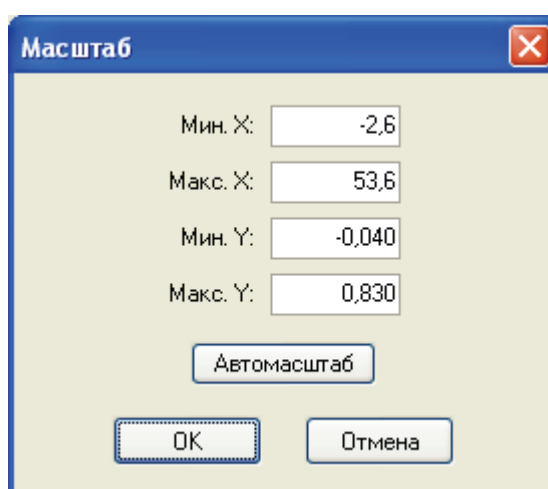 Масштаб
Мин. X: -2,6
Макс. X: 53,6
Мин. Y: -0,040
Макс. Y: 0,830
Автомасштаб
OK Отмена